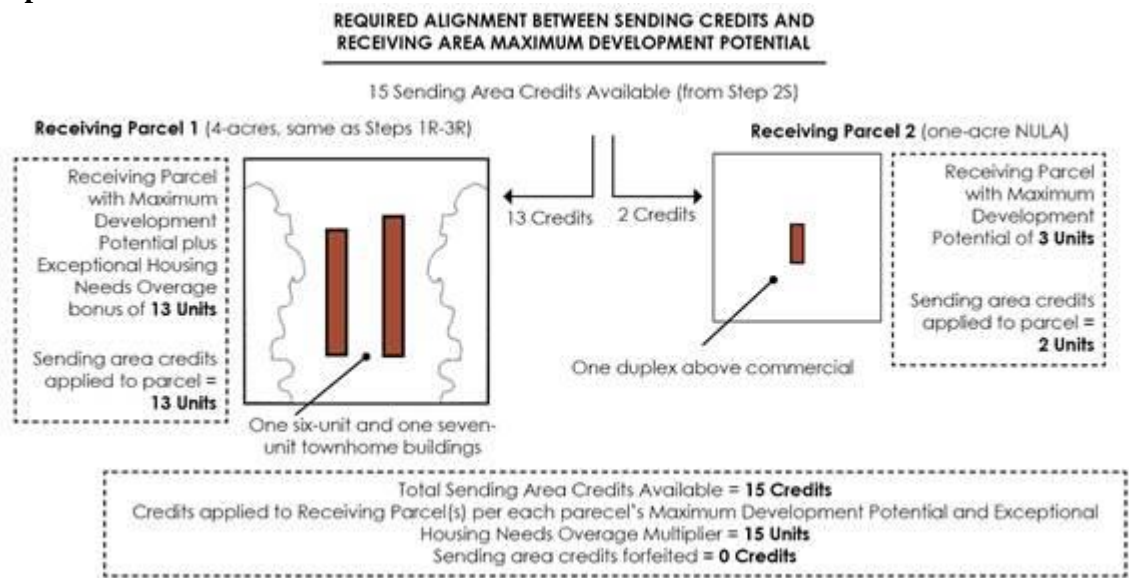 REQUIRED ALIGNMENT BETWEEN SENDING CREDITS AND
RECEIVING AREA MAXIMUM DEVELOPMENT POTENTIAL
15 Sending Area Credits Available (from Step 2S)
Receiving Parcel 1 (4-acres, same as Steps 1R-3R)
Receiving Parcel
with Maximum
Development
Potential plus
Exceptional Housing
Needs Overage
bonus of 13 Units
Sending area credits
applied to parcel =
13 Units
13 Credits
2 Credits
One six-unit and one seven-
unit townhome buildings
Receiving Parcel 2 (one-acre NULA)
Receiving Parcel
with Maximum
Development
Potential of 3 Units
Sending area credits
applied to parcel =
2 Units
One duplex above commercial
Total Sending Area Credits Available = 15 Credits
Credits applied to Receiving Parcel(s) per each parecel's Maximum Development Potential and Exceptional
Housing Needs Overage Multiplier = 15 Units
Sending area credits forfeited = 0 Credits